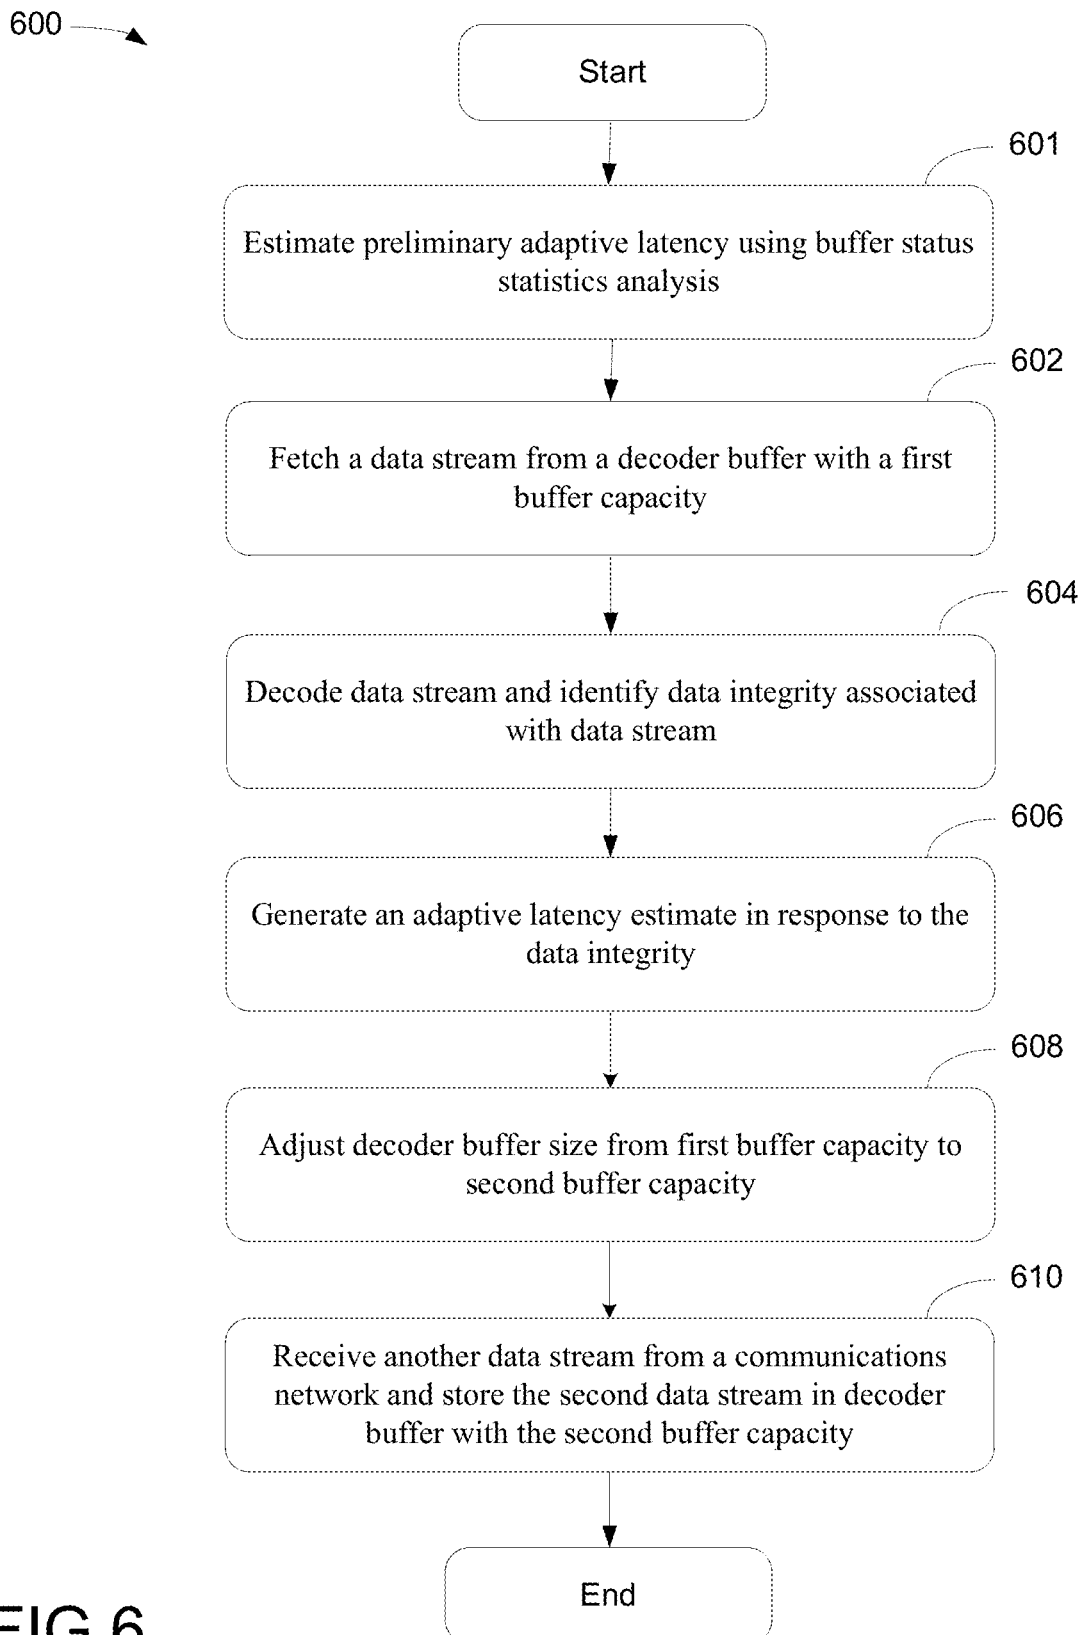 600
Start
601
Estimate preliminary adaptive latency using buffer status
statistics analysis
602
Fetch a data stream from a decoder buffer with a first
buffer capacity
604
Decode data stream and identify data integrity associated
with data stream
606
Generate an adaptive latency estimate in response to the
data integrity
608
Adjust decoder buffer size from first buffer capacity to
second buffer capacity
610
Receive another data stream from a communications
network and store the second data stream in decoder
buffer with the second buffer capacity
End
FIG 6